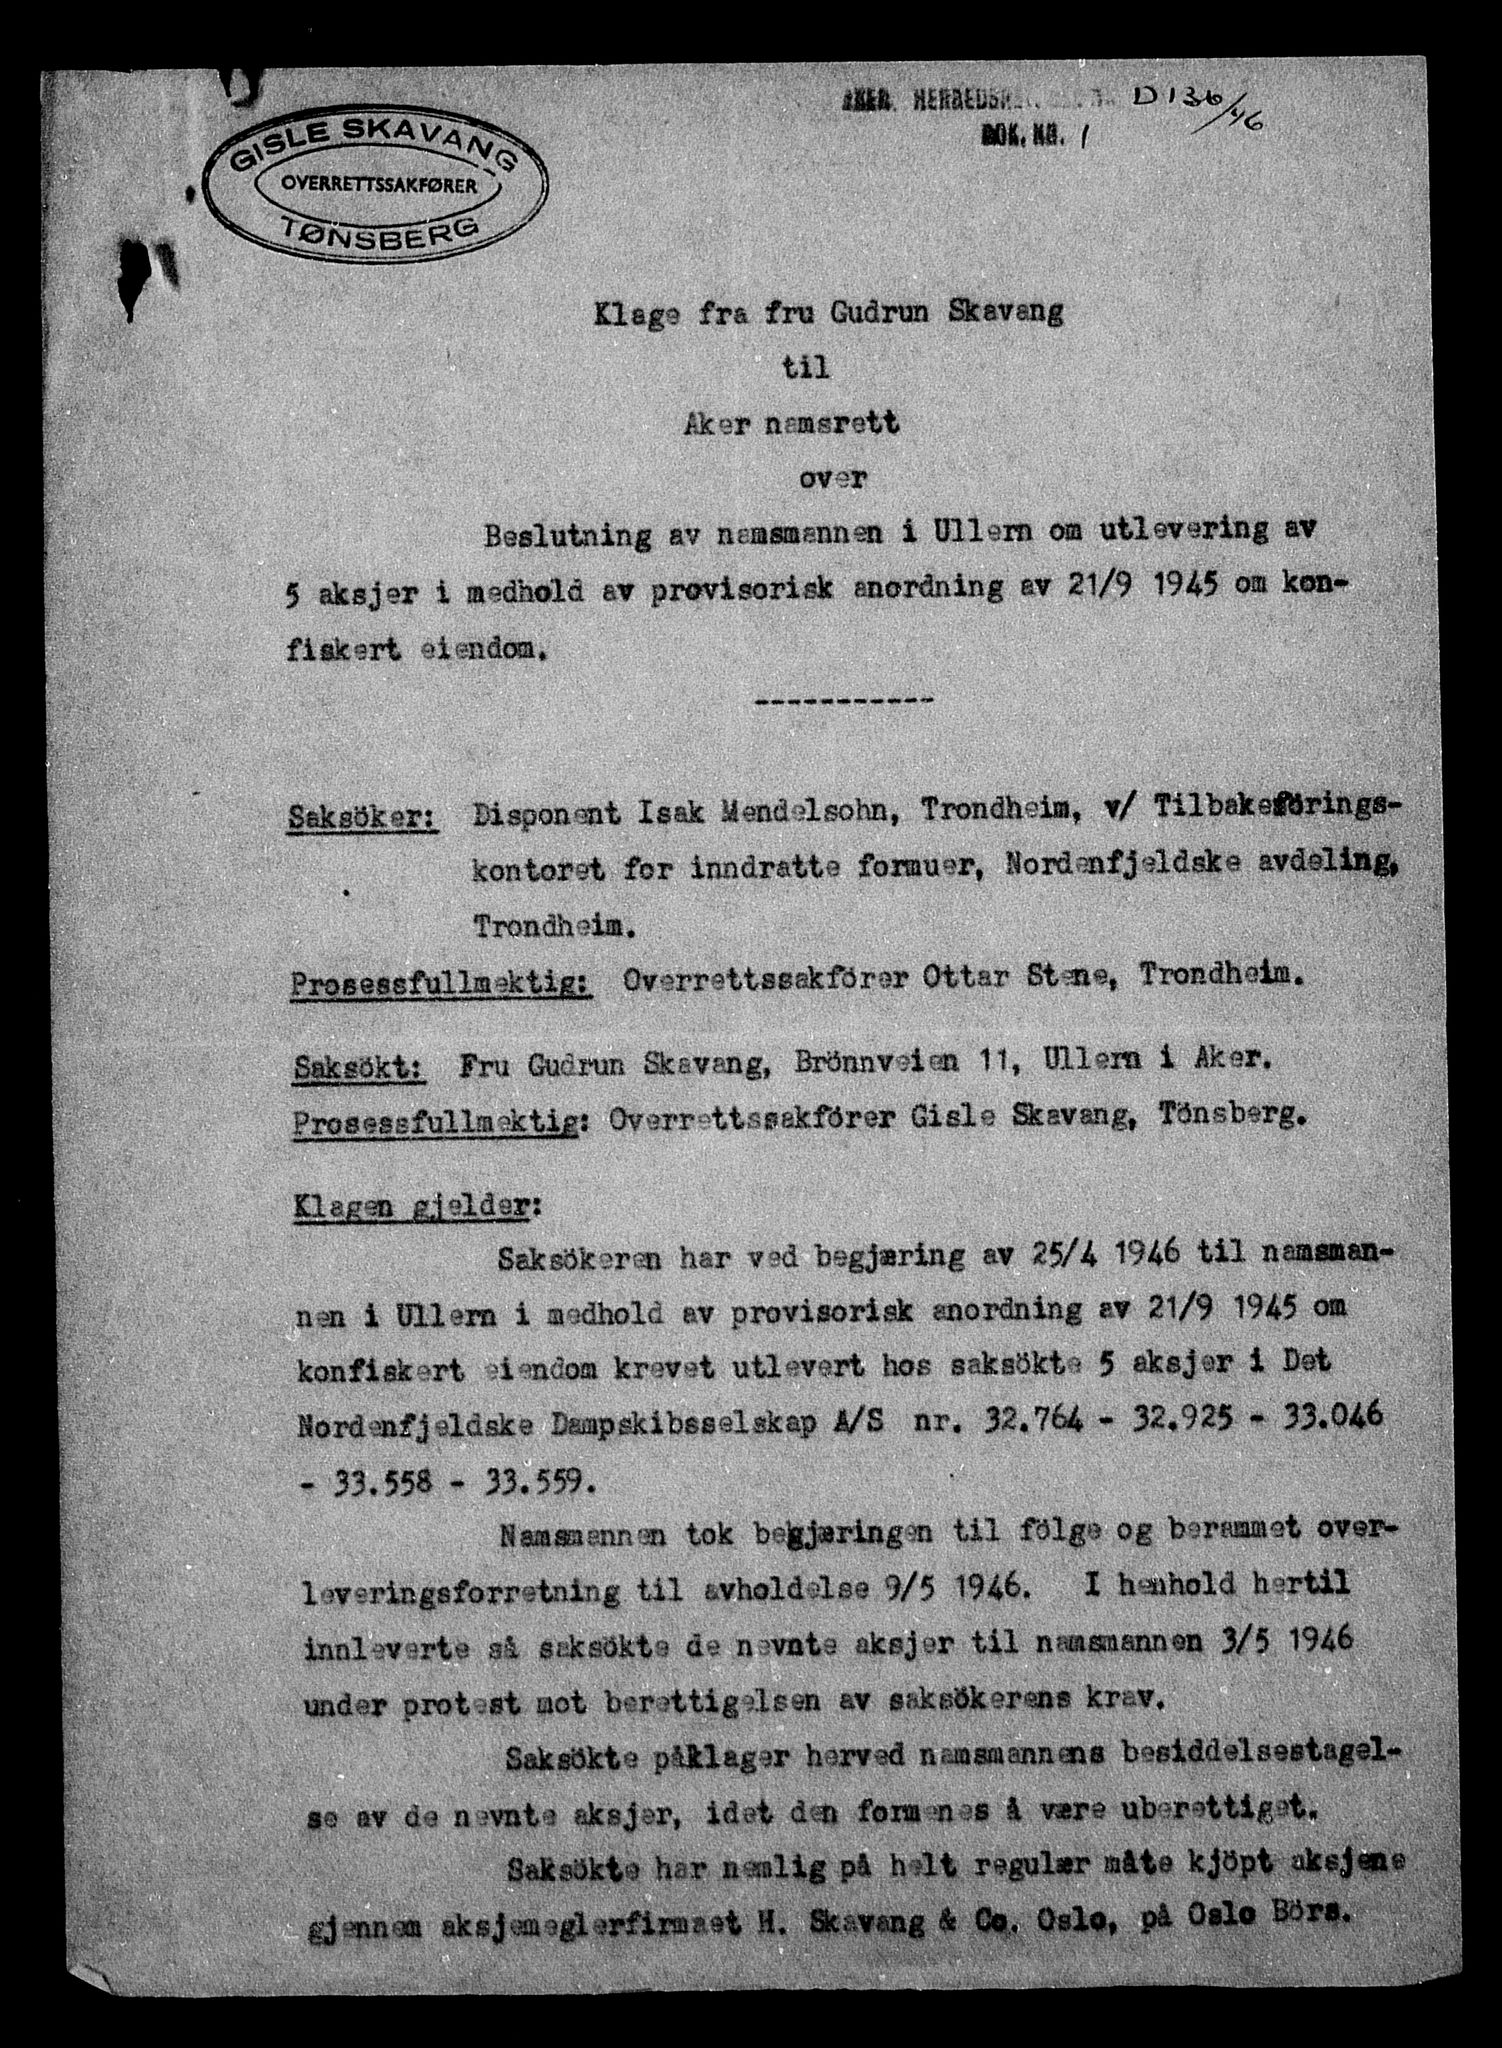 AKER HERREDSRE D 136/46
DOK. NO. 1
GISLE SKAVANG
OVERRETTSSAKFØRER
TØNSBERG
Klage fra fru Gudrun Skavang
til
Aker namsrett
over
Beslutning av namsmannen i Ullern om utlevering av
5 aksjer i medhold av provisorisk anordning av 21/9 1945 om kon-
fiskert eiendom.
-----------
Saksöker: Disponent Isak Mendelsohn, Trondheim, v/ Tilbakeförings-
kontoret for inndratte formuer, Nordenfjeldske avdeling,
Trondheim.
Prosessfullmektig: Overrettssakförer Ottar Stene, Trondheim.
Saksökt: Fru Gudrun Skavang, Brönnveien 11, Ullern i Aker.
Prosessfullmektig: Overrettssakförer Gisle Skavang, Tönsberg.
Klagen gjelder:
Saksökeren har ved begjæring av 25/4 1946 til namsman-
nen i Ullern i medhold av provisorisk anordning av 21/9 1945 om
konfiskert eiendom krevet utlevert hos saksökte 5 aksjer i Det
Nordenfjeldske Dampskibsselskap A/S nr. 32.764 - 32.925 - 33.046
- 33.558 - 33.559.
Namsmannen tok begjæringen til fölge og berammet over-
leveringsforretning til avholdelse 9/5 1946. I henhold hertil
innleverte så saksökte de nevnte aksjer til namsmannen 3/5 1946
under protest mot berettigelsen av saksökerens krav.
Saksökte påklager herved namsmannens besiddelsestagel-
se av de nevnte aksjer, idet den formenes å være uberettiget.
Saksökte har nemlig på helt regulær måte kjöpt aksjene
gjennem aksjemeglerfirmaet H. Skavang & Co. Oslo, på Oslo Börs.